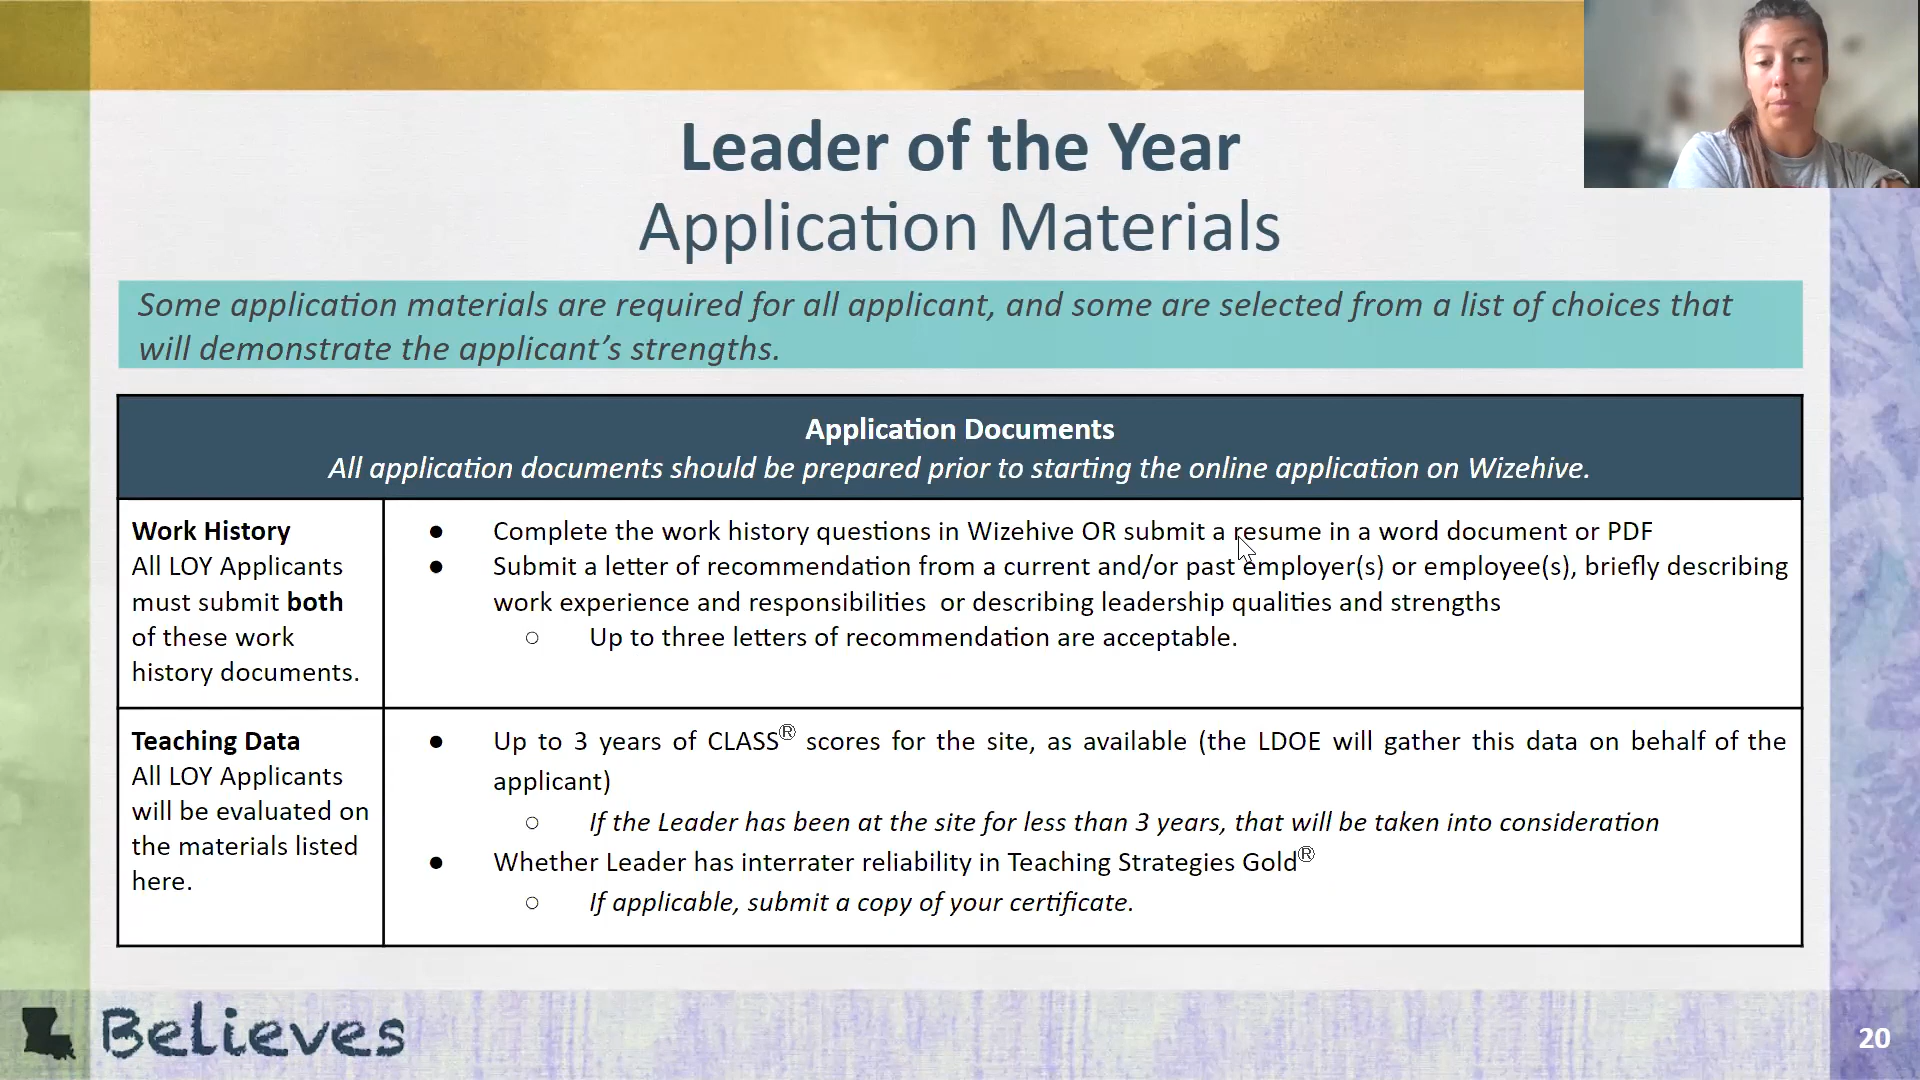 Leader of the Year
Application Materials
Some application materials are required for all applicant, and some are selected from a list of choices that
will demonstrate the applicant’s strengths.
Application Documents
All application documents should be prepared prior to starting the online application on Wizehive.
Work History
All LOY Applicants
must submit both
of these work
history documents.
● Complete the work history questions in Wizehive OR submit a resume in a word document or PDF
● Submit a letter of recommendation from a current and/or past employer(s) or employee(s), briefly describing
work experience and responsibilities or describing leadership qualities and strengths
○ Up to three letters of recommendation are acceptable.
Teaching Data
All LOY Applicants
will be evaluated on
the materials listed
here.
● Up to 3 years of CLASS® scores for the site, as available (the LDOE will gather this data on behalf of the
applicant)
○ If the Leader has been at the site for less than 3 years, that will be taken into consideration
● Whether Leader has interrater reliability in Teaching Strategies Gold®
○ If applicable, submit a copy of your certificate.
Believes
20